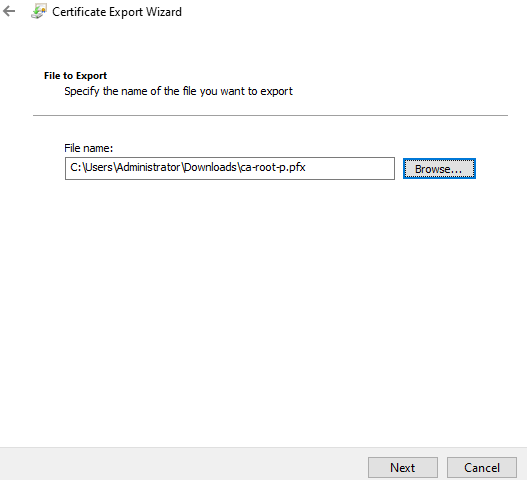 Certificate Export Wizard
File to Export
Specify the name of the file you want to export
File name:
C:\Users\Administrator\Downloads\ca-root-p.pfx
Browse...
Next
Cancel